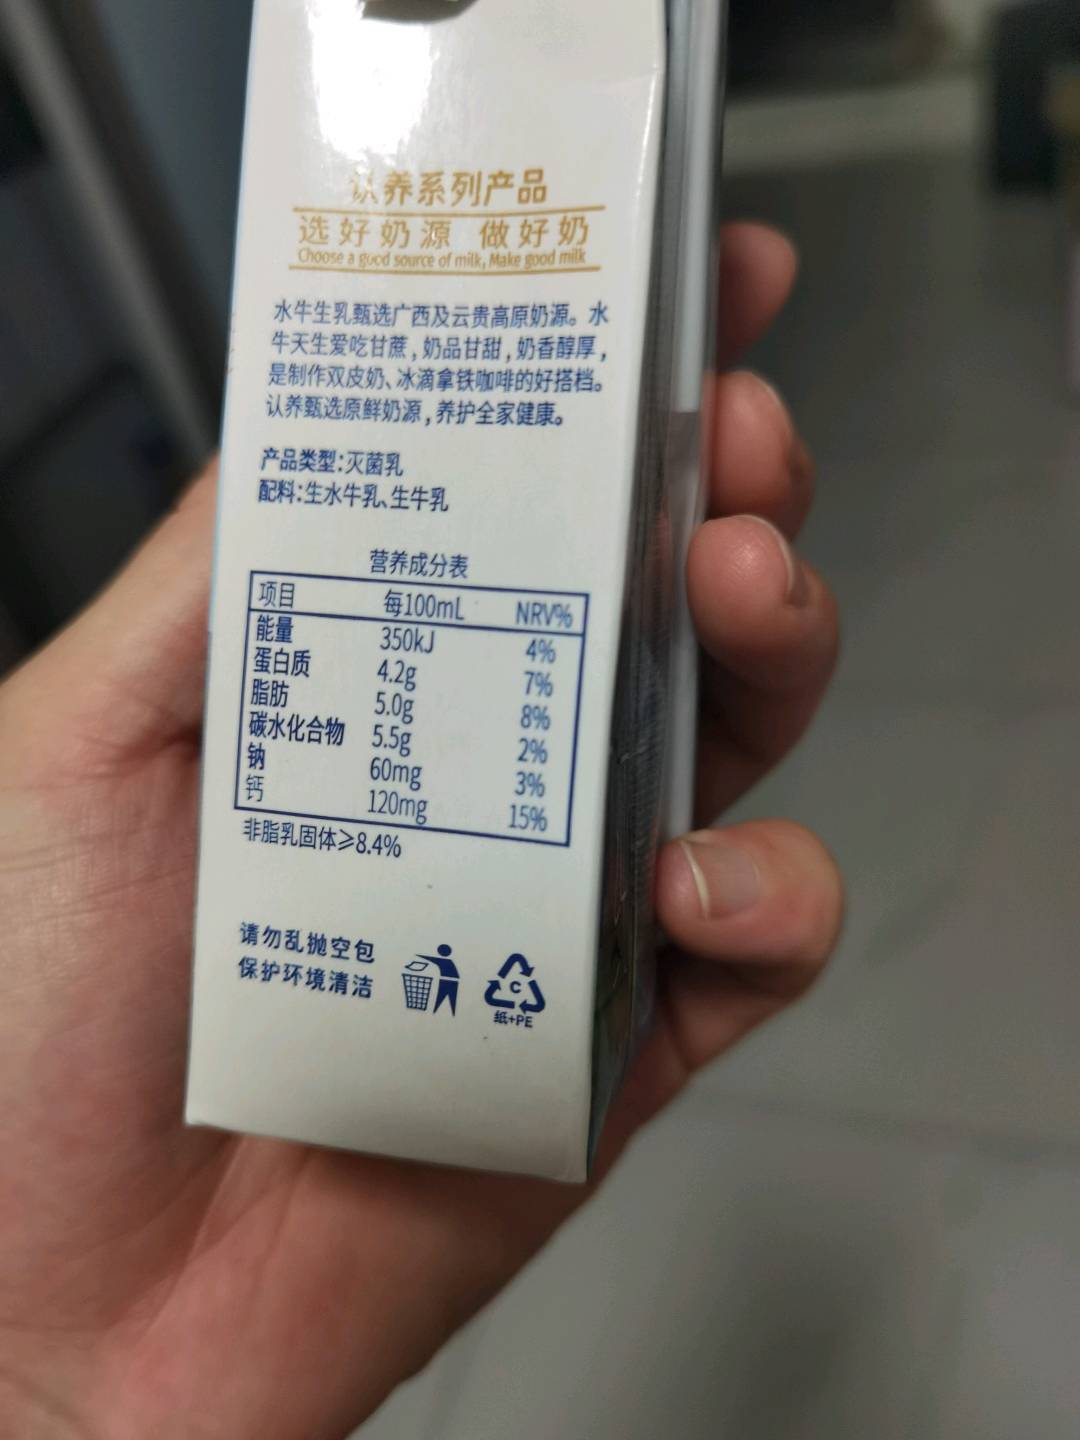 认养系列产品
选好奶源 做好奶
Choose a good source of milk, Make good milk
水牛生乳甄选广西及云贵高原奶源。水
牛天生爱吃甘蔗,奶品甘甜,奶香醇厚,
是制作双皮奶、冰滴拿铁咖啡的好搭档。
认养甄选原鲜奶源,养护全家健康。
产品类型:灭菌乳
配料:生水牛乳、生牛乳
营养成分表
项目 每100mL NRV%
能量 350kJ 4%
蛋白质 4.2g 7%
脂肪 5.0g 8%
碳水化合物 5.5g 2%
钠 60mg 3%
钙 120mg 15%
非脂乳固体≥8.4%
请勿乱抛空包
保护环境清洁
C
纸+PE